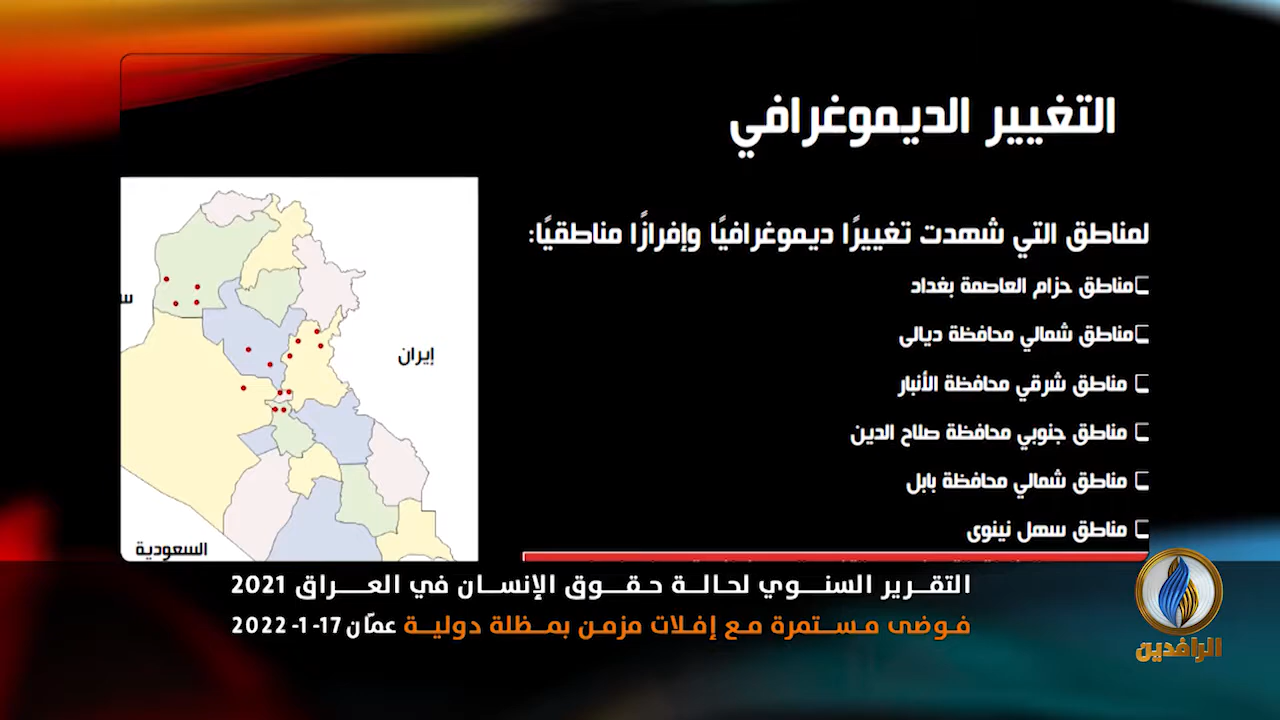 التغيير الديموغرافي
لمناطق التي شهدت تغييرًا ديموغرافيًا وإفرازًا مناطقيًا:
مناطق حزام العاصمة بغداد
مناطق شمالي محافظة ديالى
مناطق شرقي محافظة الأنبار
مناطق جنوبي محافظة صلاح الدين
مناطق شمالي محافظة بابل
مناطق سهل نينوى
إيران
السعودية
التقرير السنوي لحالة حقوق الإنسان في العراق 2021
فوضى مستمرة مع إفلات مزمن بمظلة دولية عمّان 17- 1- 2022
الرافدين